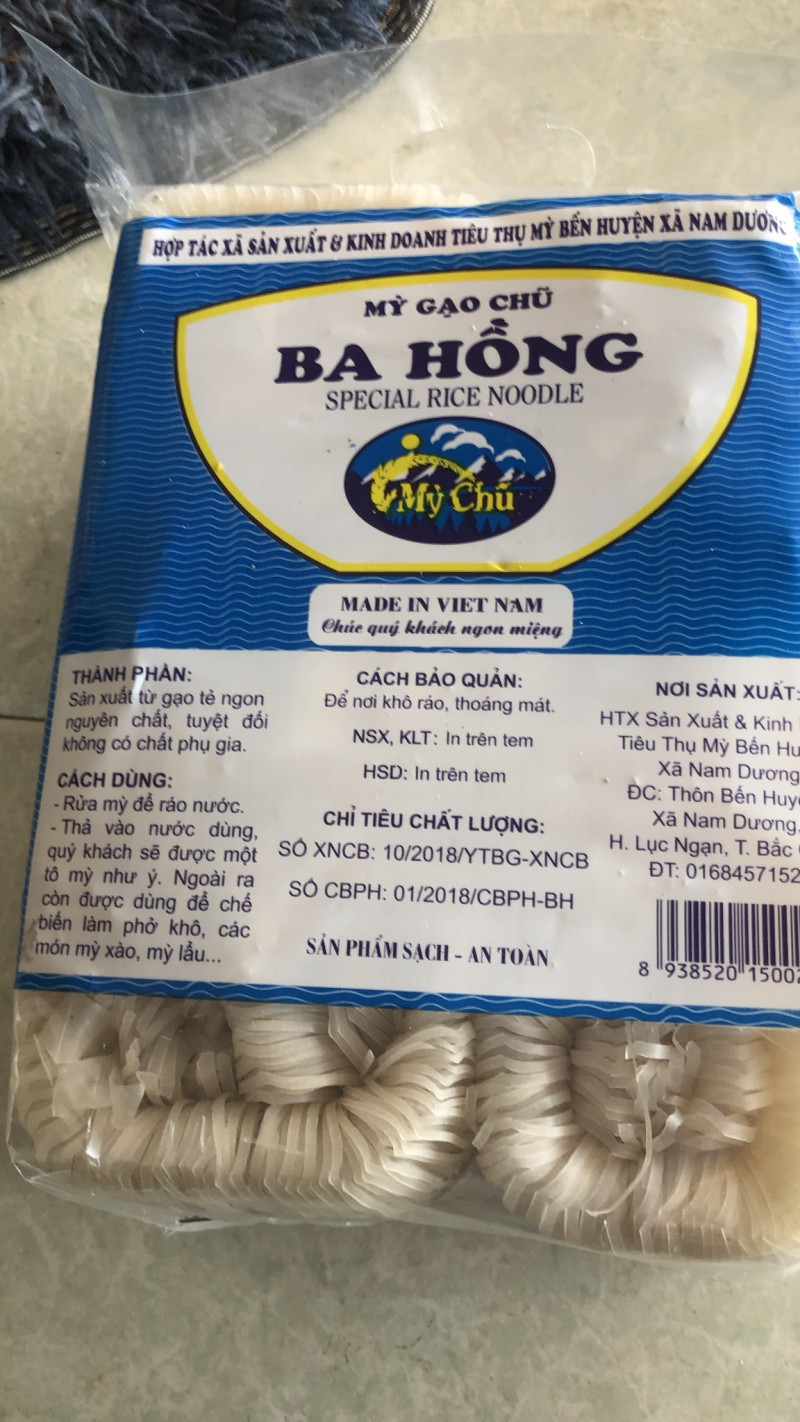 HỢP TÁC XÃ SẢN XUẤT & KINH DOANH TIÊU THỤ MỲ BẾN HUYỆN XÃ NAM DƯƠNG
MỲ GẠO CHŨ
BA HỒNG
SPECIAL RICE NOODLE
Mỳ Chũ
MADE IN VIET NAM
Chúc quý khách ngon miệng
THÀNH PHẦN:
Sản xuất từ gạo tẻ ngon
nguyên chất, tuyệt đối
không có chất phụ gia.
CÁCH DÙNG:
- Rửa mỳ để ráo nước.
- Thả vào nước dùng,
quý khách sẽ được một
tô mỳ như ý. Ngoài ra
còn được dùng để chế
biến làm phở khô, các
món mỳ xào, mỳ lẩu...
CÁCH BẢO QUẢN:
Để nơi khô ráo, thoáng mát.
NSX, KLT: In trên tem
HSD: In trên tem
CHỈ TIÊU CHẤT LƯỢNG:
SỐ XNCB: 10/2018/YTBG-XNCB
SỐ CBPH: 01/2018/CBPH-BH
SẢN PHẨM SẠCH - AN TOÀN
NƠI SẢN XUẤT:
HTX Sản Xuất & Kinh
Tiêu Thụ Mỳ Bến Hu
Xã Nam Dương
ĐC: Thôn Bến Huy
Xã Nam Dương,
H. Lục Ngạn, T. Bắc
ĐT: 0168457152
8 938520 15002